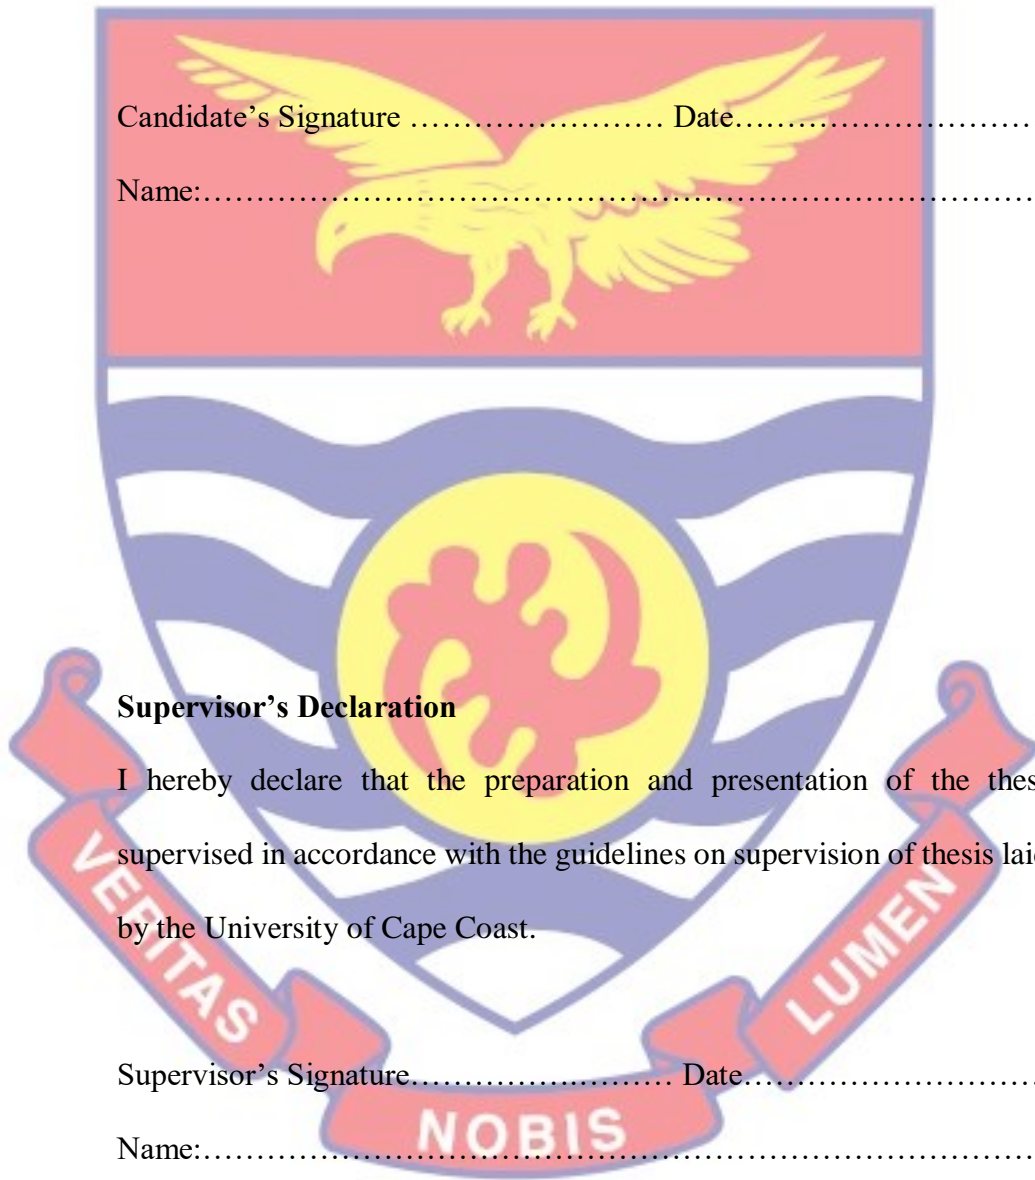 Candidate’s Signature …………………… Date……………………….
Name:……………………………………………………………………….
Supervisor’s Declaration
I hereby declare that the preparation and presentation of the
supervised in accordance with the guidelines on supervision of thesis
by the University of Cape Coast.
Supervisor’s Signature…………………… Date……………………….
Name:……………………………………………………………………….
VERITAS
NOBIS
LUMEN